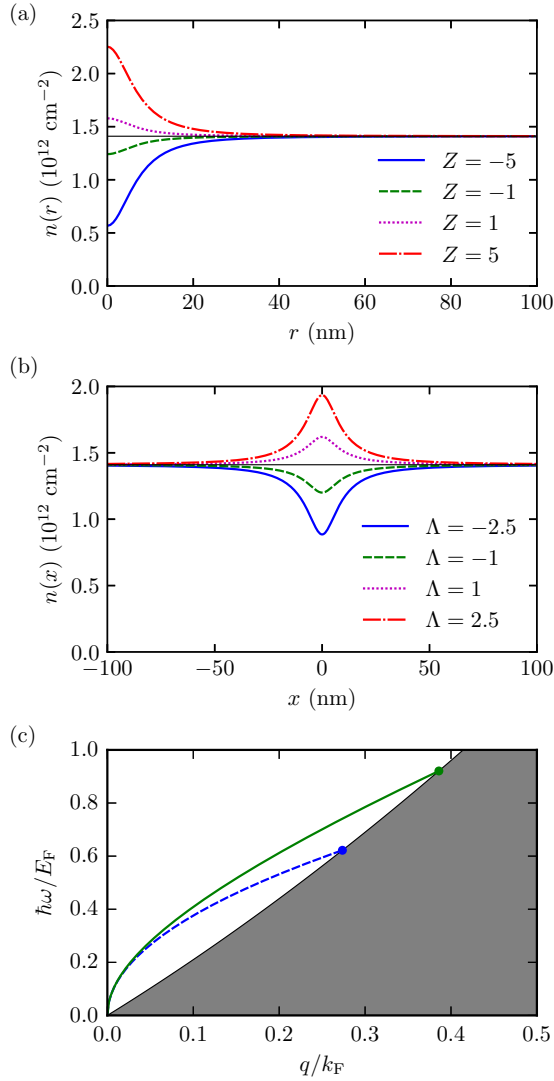 (a)
2.5
2.0
1.5
1.0
0.5
0.0
n(r) (10¹² cm⁻²)
Z = −5
Z = −1
Z = 1
Z = 5
0 20 40 60 80 100
r (nm)
(b)
2.0
1.5
1.0
0.5
0.0
n(x) (10¹² cm⁻²)
Λ = −2.5
Λ = −1
Λ = 1
Λ = 2.5
−100 −50 0 50 100
x (nm)
(c)
1.0
0.8
0.6
0.4
0.2
0.0
ħω/E_F
0.0 0.1 0.2 0.3 0.4 0.5
q/k_F